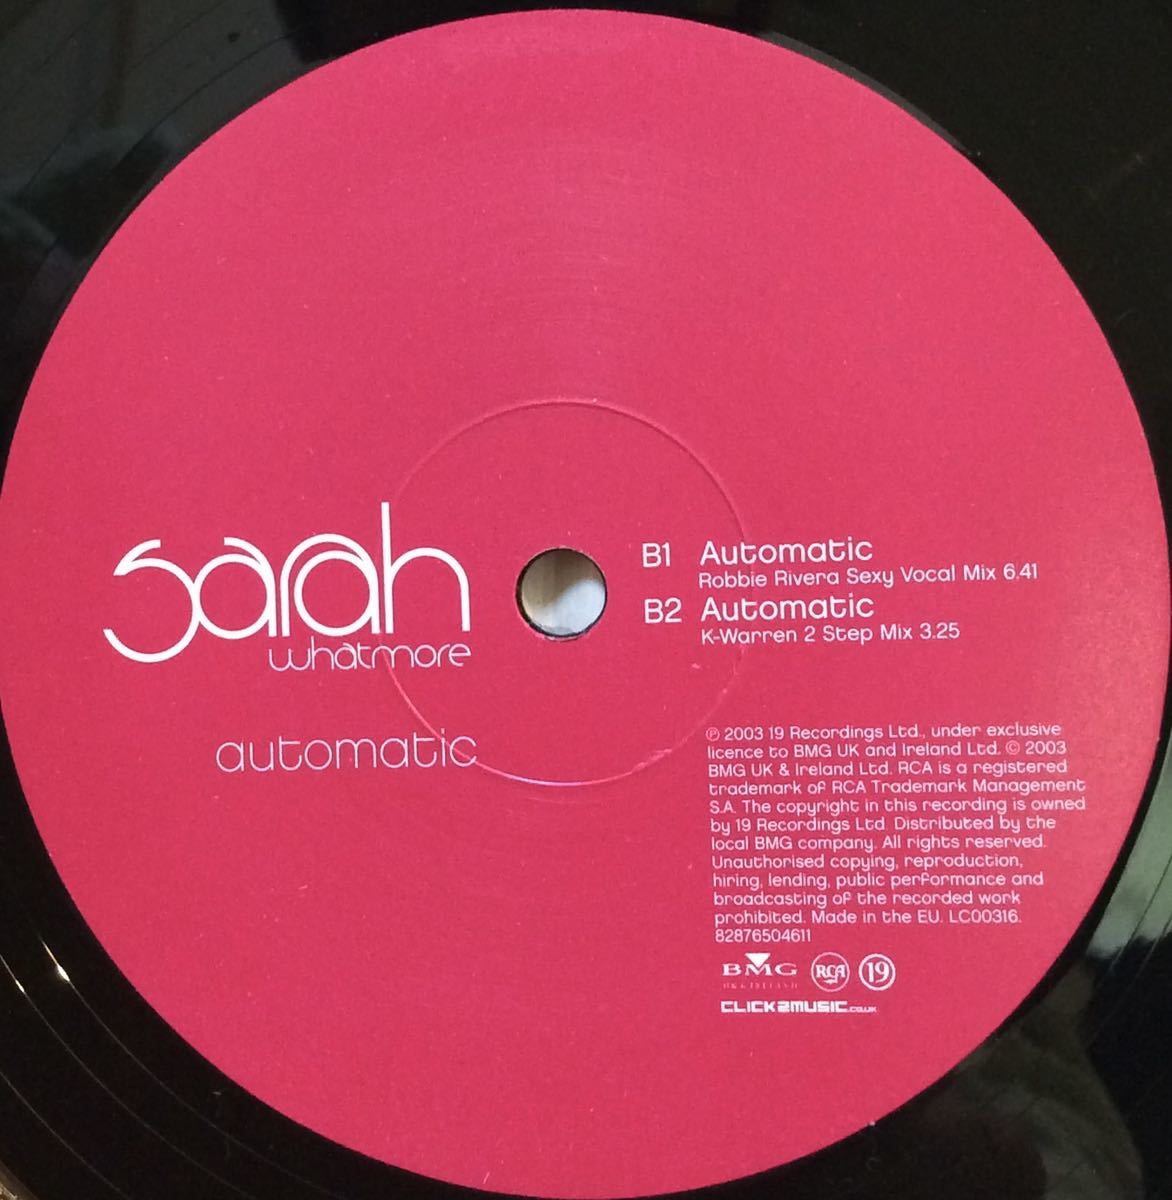 sarah
whatmore
automatic
B1 Automatic
Robbie Rivera Sexy Vocal Mix 6.41
B2 Automatic
K-Warren 2 Step Mix 3.25
℗ 2003 19 Recordings Ltd., under exclusive
licence to BMG UK and Ireland Ltd. © 2003
BMG UK & Ireland Ltd. RCA is a registered
trademark of RCA Trademark Management
S.A. The copyright in this recording is owned
by 19 Recordings Ltd. Distributed by the
local BMG company. All rights reserved.
Unauthorised copying, reproduction,
hiring, lending, public performance and
broadcasting of the recorded work
prohibited. Made in the EU. LC00316.
82876504611
BMG RCA 19
UK & IRELAND
CLICK2MUSIC.CO.UK